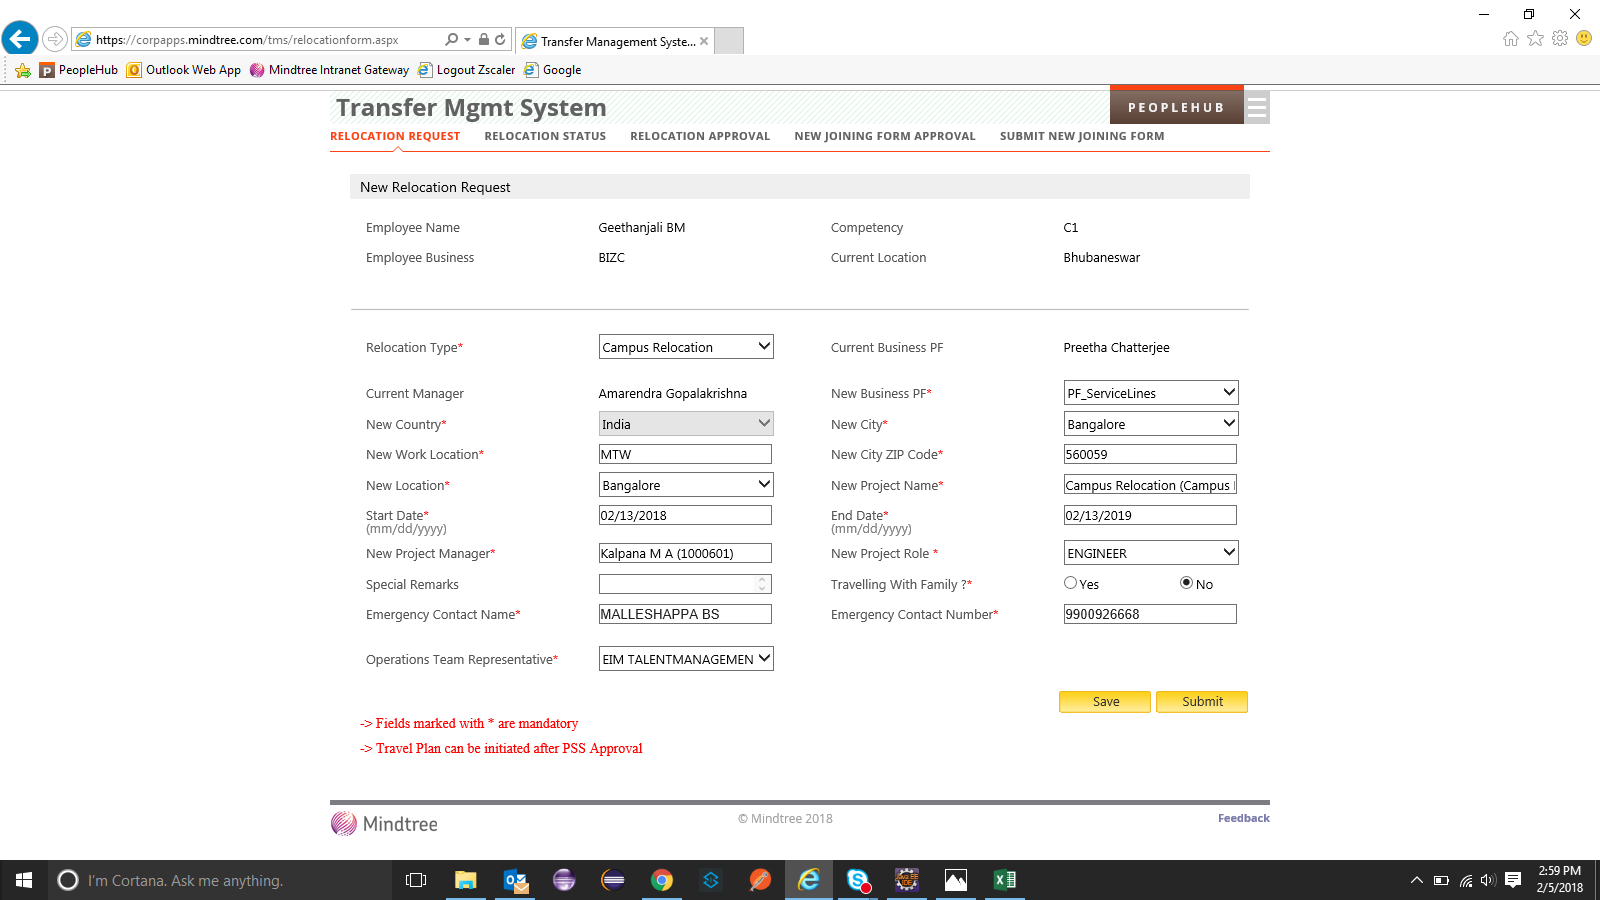 https://corpapps.mindtree.com/tms/relocationform.aspx
Transfer Management Syste...
PeopleHub Outlook Web App Mindtree Intranet Gateway Logout Zscaler Google
Transfer Mgmt System
PEOPLEHUB
RELOCATION REQUEST RELOCATION STATUS RELOCATION APPROVAL NEW JOINING FORM APPROVAL SUBMIT NEW JOINING FORM
New Relocation Request
Employee Name Geethanjali BM Competency C1
Employee Business BIZC Current Location Bhubaneswar
Relocation Type* Campus Relocation Current Business PF Preetha Chatterjee
Current Manager Amarendra Gopalakrishna New Business PF* PF_ServiceLines
New Country* India New City* Bangalore
New Work Location* MTW New City ZIP Code* 560059
New Location* Bangalore New Project Name* Campus Relocation (Campus
Start Date* 02/13/2018 End Date* 02/13/2019
(mm/dd/yyyy) (mm/dd/yyyy)
New Project Manager* Kalpana M A (1000601) New Project Role * ENGINEER
Special Remarks Travelling With Family ?* Yes No
Emergency Contact Name* MALLESHAPPA BS Emergency Contact Number* 9900926668
Operations Team Representative* EIM TALENTMANAGEMEN
Save Submit
-> Fields marked with * are mandatory
-> Travel Plan can be initiated after PSS Approval
Mindtree © Mindtree 2018 Feedback
I'm Cortana. Ask me anything.
2:59 PM
2/5/2018